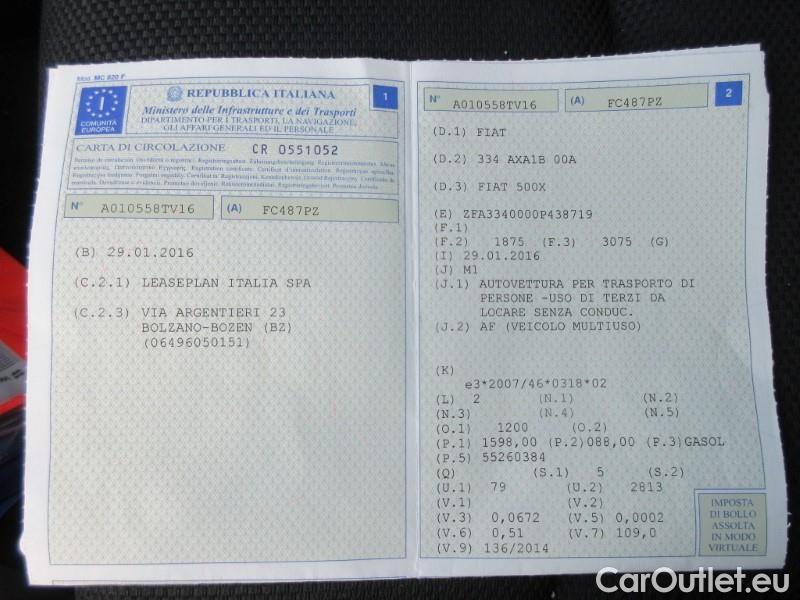 Mod. MC 820 F
REPUBBLICA ITALIANA
1
I
COMUNITÀ
EUROPEA
Ministero delle Infrastrutture e dei Trasporti
DIPARTIMENTO PER I TRASPORTI, LA NAVIGAZIONE,
GLI AFFARI GENERALI ED IL PERSONALE
CARTA DI CIRCOLAZIONE CR 0551052
N° A010558TV16 (A) FC487PZ
(B) 29.01.2016
(C.2.1) LEASEPLAN ITALIA SPA
(C.2.3) VIA ARGENTIERI 23
BOLZANO-BOZEN (BZ)
(06496050151)
N° A010558TV16 (A) FC487PZ
2
(D.1) FIAT
(D.2) 334 AXA1B 00A
(D.3) FIAT 500X
(E) ZFA3340000P438719
(F.1)
(F.2) 1875 (F.3) 3075 (G)
(I) 29.01.2016
(J) M1
(J.1) AUTOVETTURA PER TRASPORTO DI
PERSONE -USO DI TERZI DA
LOCARE SENZA CONDUC.
(J.2) AF (VEICOLO MULTIUSO)
(K)
e3*2007/46*0318*02
(L) 2 (N.1) (N.2)
(N.3) (N.4) (N.5)
(O.1) 1200 (O.2)
(P.1) 1598,00 (P.2)088,00 (P.3)GASOL
(P.5) 55260384
(Q) (S.1) 5 (S.2)
(U.1) 79 (U.2) 2813
(V.1) (V.2)
(V.3) 0,0672 (V.5) 0,0002
(V.6) 0,51 (V.7) 109,0
(V.9) 136/2014
IMPOSTA
DI BOLLO
ASSOLTA
IN MODO
VIRTUALE
CarOutlet.eu